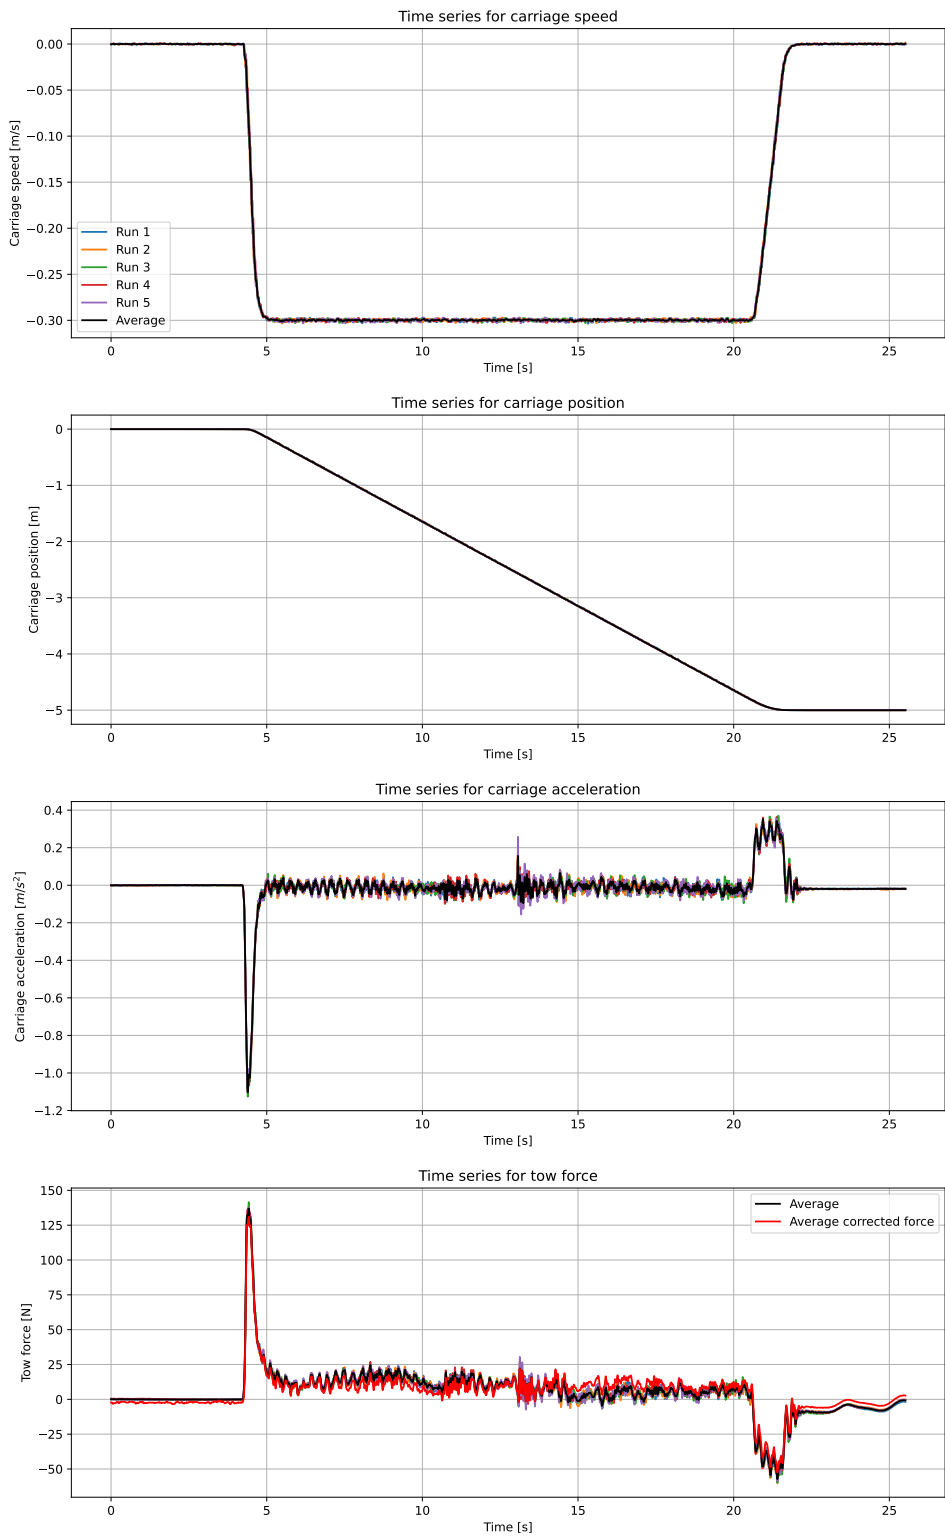 Time series for carriage speed
Carriage speed [m/s]
0.00
−0.05
−0.10
−0.15
−0.20
−0.25
−0.30
Run 1
Run 2
Run 3
Run 4
Run 5
Average
0 5 10 15 20 25
Time [s]
Time series for carriage position
Carriage position [m]
0
−1
−2
−3
−4
−5
0 5 10 15 20 25
Time [s]
Time series for carriage acceleration
Carriage acceleration [m/s²]
0.4
0.2
0.0
−0.2
−0.4
−0.6
−0.8
−1.0
−1.2
0 5 10 15 20 25
Time [s]
Time series for tow force
Tow force [N]
150
125
100
75
50
25
0
−25
−50
Average
Average corrected force
0 5 10 15 20 25
Time [s]